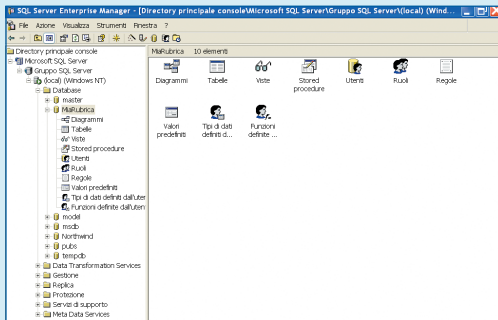 SQL Server Enterprise Manager - [Directory principale console\Microsoft SQL Server\Gruppo SQL Server\(local) (Wind...
File Azione Visualizza Strumenti Finestra ?
Directory principale console
MiaRubrica 10 elementi
Microsoft SQL Server
Gruppo SQL Server
(local) (Windows NT)
Database
master
MiaRubrica
Diagrammi
Tabelle
Viste
Stored procedure
Utenti
Ruoli
Regole
Valori predefiniti
Tipi di dati definiti dall'uter
Funzioni definite dall'uten
model
msdb
Northwind
pubs
tempdb
Data Transformation Services
Gestione
Replica
Protezione
Servizi di supporto
Meta Data Services
Diagrammi
Tabelle
Viste
Stored
procedure
Utenti
Ruoli
Regole
Valori
predefiniti
Tipi di dati
definiti d...
Funzioni
definite ...